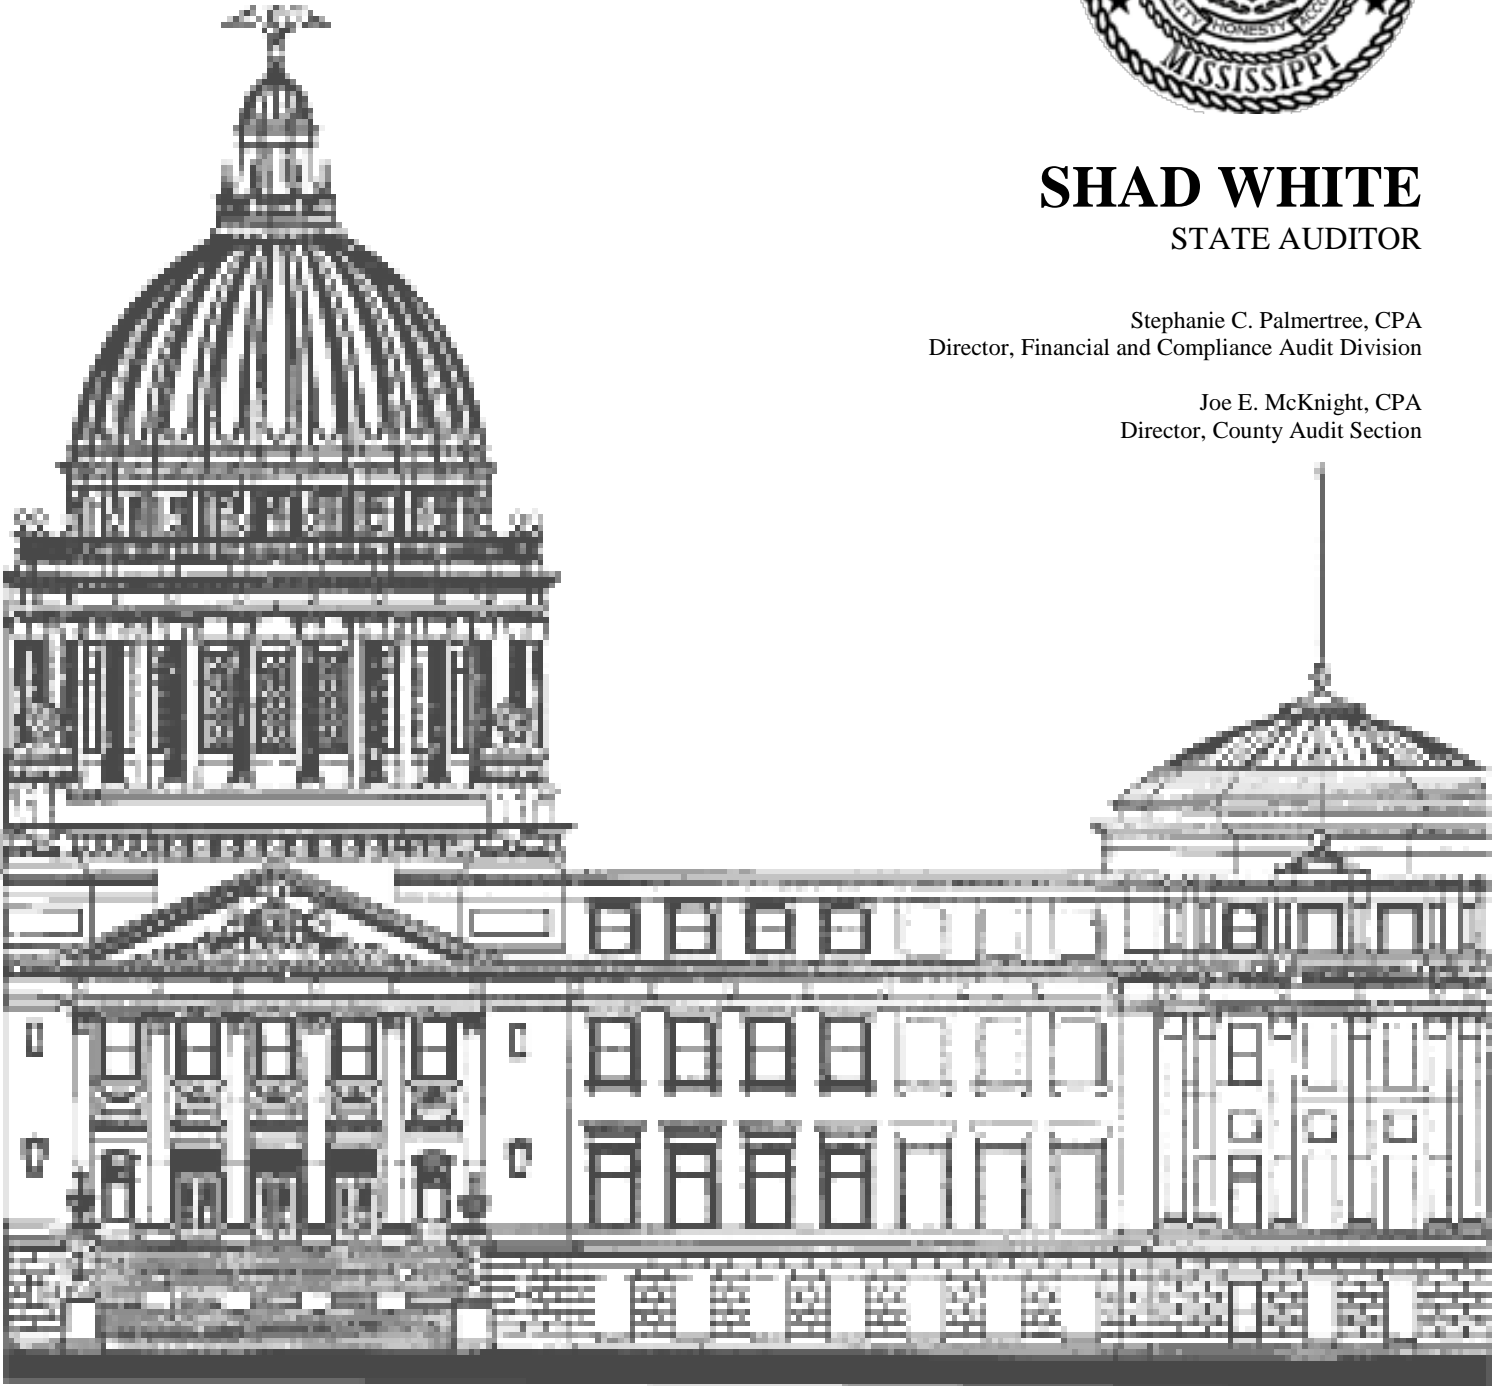 HONESTY
MISSISSIPPI
SHAD WHITE
STATE AUDITOR
Stephanie C. Palmertree, CPA
Director, Financial and Compliance Audit Division
Joe E. McKnight, CPA
Director, County Audit Section